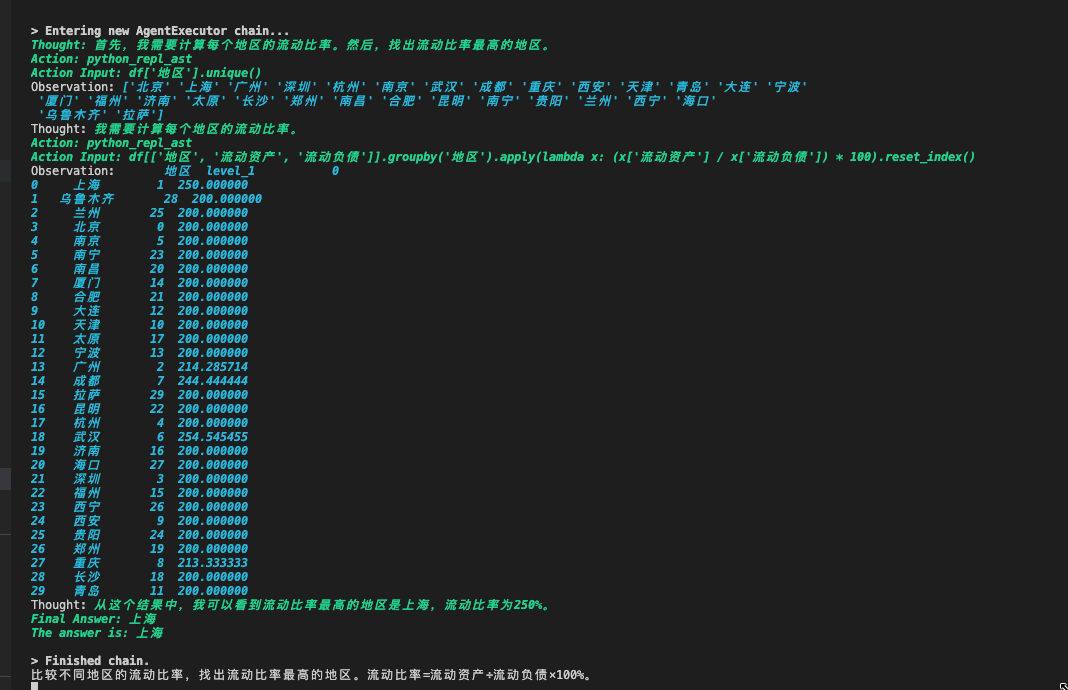 > Entering new AgentExecutor chain...
Thought: 首先，我需要计算每个地区的流动比率。然后，找出流动比率最高的地区。
Action: python_repl_ast
Action Input: df['地区'].unique()
Observation: ['北京' '上海' '广州' '深圳' '杭州' '南京' '武汉' '成都' '重庆' '西安' '天津' '青岛' '大连' '宁波'
'厦门' '福州' '济南' '太原' '长沙' '郑州' '南昌' '合肥' '昆明' '南宁' '贵阳' '兰州' '西宁' '海口'
'乌鲁木齐' '拉萨']
Thought: 我需要计算每个地区的流动比率。
Action: python_repl_ast
Action Input: df[['地区', '流动资产', '流动负债']].groupby('地区').apply(lambda x: (x['流动资产'] / x['流动负债']) * 100).reset_index()
Observation: 地区 level_1 0
0 上海 1 250.000000
1 乌鲁木齐 28 200.000000
2 兰州 25 200.000000
3 北京 0 200.000000
4 南京 5 200.000000
5 南宁 23 200.000000
6 南昌 20 200.000000
7 厦门 14 200.000000
8 合肥 21 200.000000
9 大连 12 200.000000
10 天津 10 200.000000
11 太原 17 200.000000
12 宁波 13 200.000000
13 广州 2 214.285714
14 成都 7 244.444444
15 拉萨 29 200.000000
16 昆明 22 200.000000
17 杭州 4 200.000000
18 武汉 6 254.545455
19 济南 16 200.000000
20 海口 27 200.000000
21 深圳 3 200.000000
22 福州 15 200.000000
23 西宁 26 200.000000
24 西安 9 200.000000
25 贵阳 24 200.000000
26 郑州 19 200.000000
27 重庆 8 213.333333
28 长沙 18 200.000000
29 青岛 11 200.000000
Thought: 从这个结果中，我可以看到流动比率最高的地区是上海，流动比率为250%。
Final Answer: 上海
The answer is: 上海
> Finished chain.
比较不同地区的流动比率，找出流动比率最高的地区。流动比率=流动资产÷流动负债×100%。